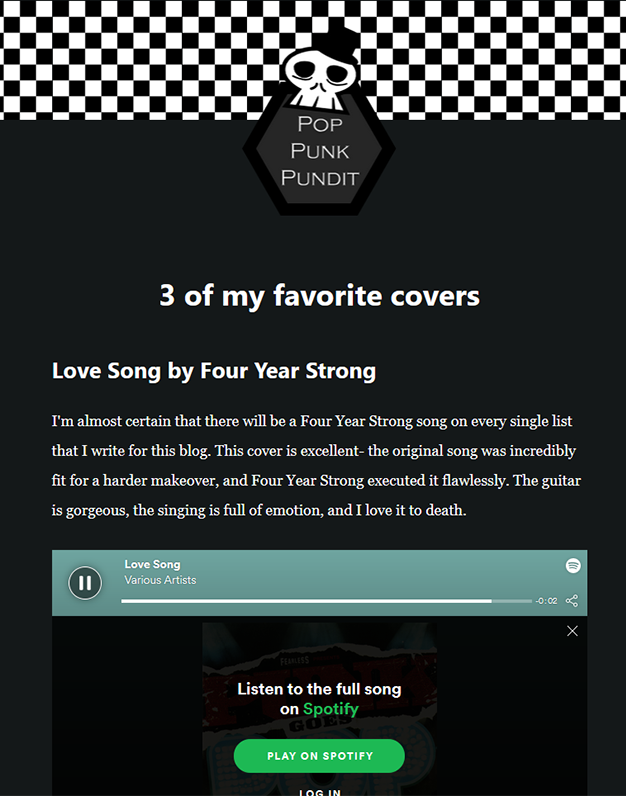 POP
PUNK
PUNDIT
3 of my favorite covers
Love Song by Four Year Strong
I'm almost certain that there will be a Four Year Strong song on every single list
that I write for this blog. This cover is excellent- the original song was incredibly
fit for a harder makeover, and Four Year Strong executed it flawlessly. The guitar
is gorgeous, the singing is full of emotion, and I love it to death.
Love Song
Various Artists
-0:02
FEARLESS
Listen to the full song
on Spotify
GOES
PLAY ON SPOTIFY
LOG IN